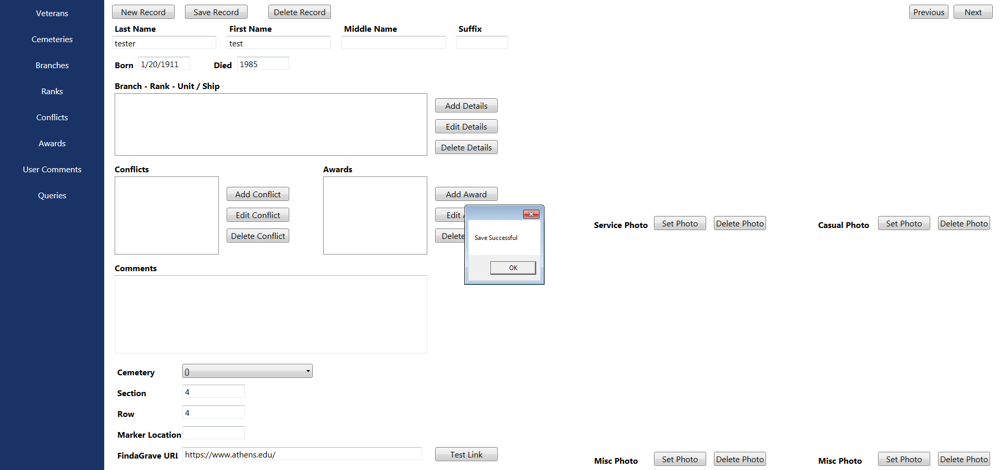 Veterans
Cemeteries
Branches
Ranks
Conflicts
Awards
User Comments
Queries
New Record Save Record Delete Record Previous Next
Last Name First Name Middle Name Suffix
tester test
Born 1/20/1911 Died 1985
Branch - Rank - Unit / Ship
Add Details
Edit Details
Delete Details
Conflicts Awards
Add Conflict Add Award
Edit Conflict Edit
Delete Conflict Delete
Save Successful
OK
Service Photo Set Photo Delete Photo Casual Photo Set Photo Delete Photo
Comments
Cemetery ()
Section 4
Row 4
Marker Location
FindaGrave URL https://www.athens.edu/ Test Link
Misc Photo Set Photo Delete Photo Misc Photo Set Photo Delete Photo